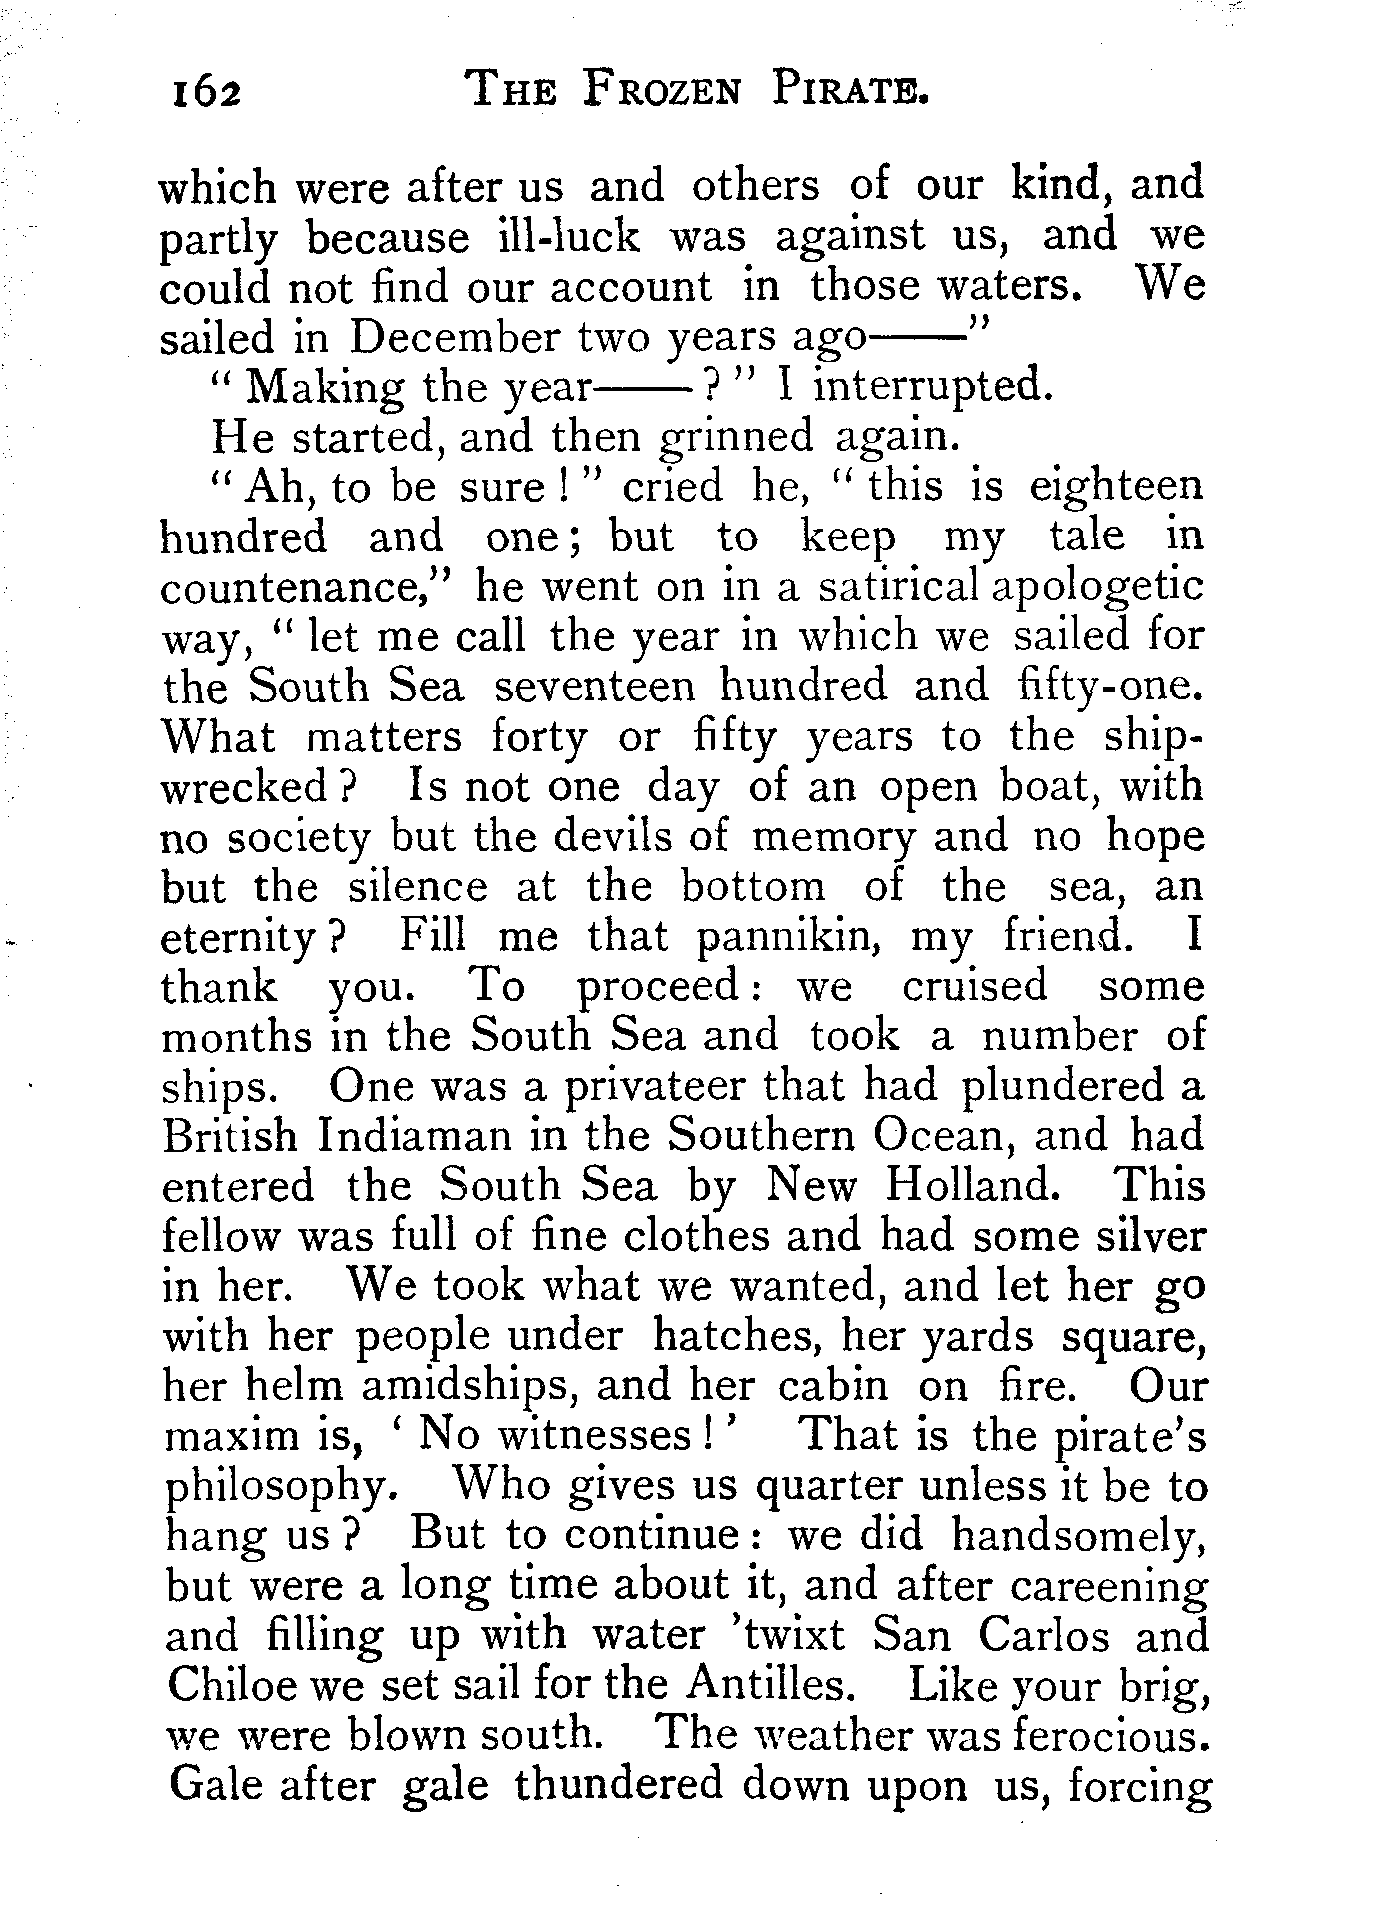 162 THE FROZEN PIRATE.
which were after us and others of our kind, and
partly because ill-luck was against us, and we
could not find our account in those waters. We
sailed in December two years ago——"
"Making the year——?" I interrupted.
He started, and then grinned again.
"Ah, to be sure!" cried he, "this is eighteen
hundred and one; but to keep my tale in
countenance," he went on in a satirical apologetic
way, "let me call the year in which we sailed for
the South Sea seventeen hundred and fifty-one.
What matters forty or fifty years to the ship-
wrecked? Is not one day of an open boat, with
no society but the devils of memory and no hope
but the silence at the bottom of the sea, an
eternity? Fill me that pannikin, my friend. I
thank you. To proceed: we cruised some
months in the South Sea and took a number of
ships. One was a privateer that had plundered a
British Indiaman in the Southern Ocean, and had
entered the South Sea by New Holland. This
fellow was full of fine clothes and had some silver
in her. We took what we wanted, and let her go
with her people under hatches, her yards square,
her helm amidships, and her cabin on fire. Our
maxim is, 'No witnesses!' That is the pirate's
philosophy. Who gives us quarter unless it be to
hang us? But to continue: we did handsomely,
but were a long time about it, and after careening
and filling up with water 'twixt San Carlos and
Chiloe we set sail for the Antilles. Like your brig,
we were blown south. The weather was ferocious.
Gale after gale thundered down upon us, forcing